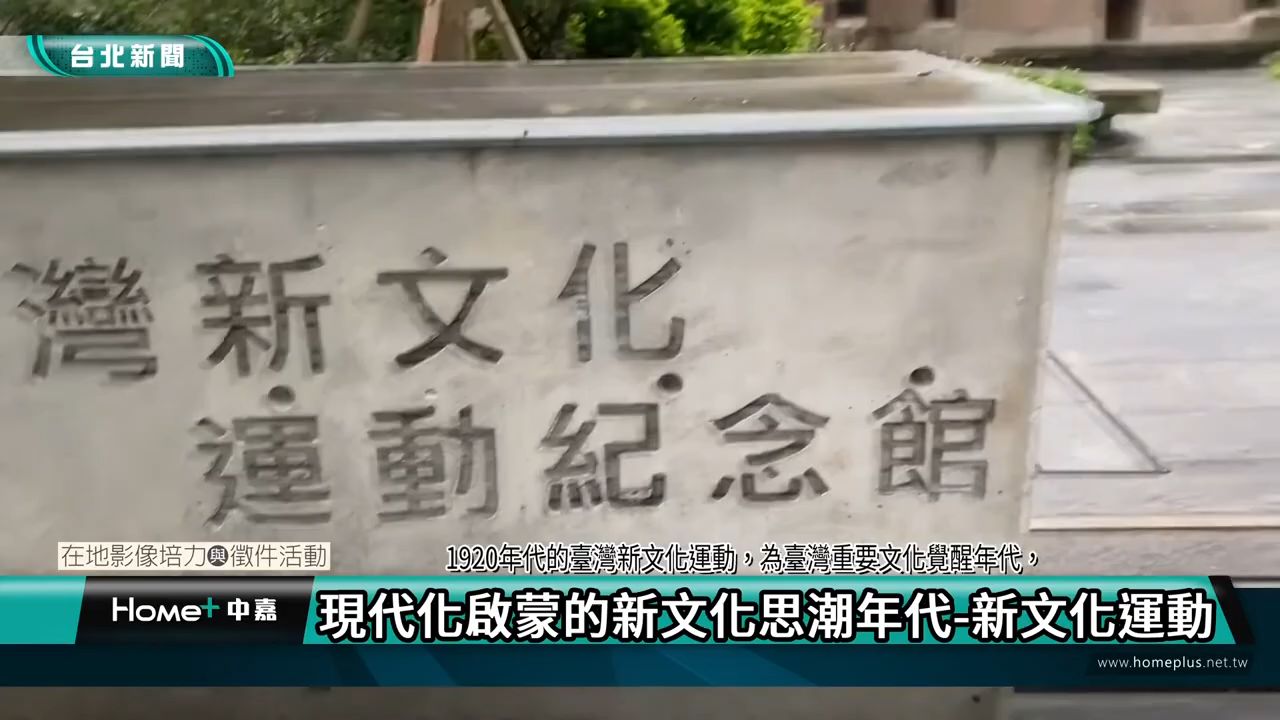 台北新聞
灣新文化
運動紀念館
在地影像培力與徵件活動
1920年代的臺灣新文化運動，為臺灣重要文化覺醒年代，
Home+中嘉
現代化啟蒙的新文化思潮年代-新文化運動
www.homeplus.net.tw